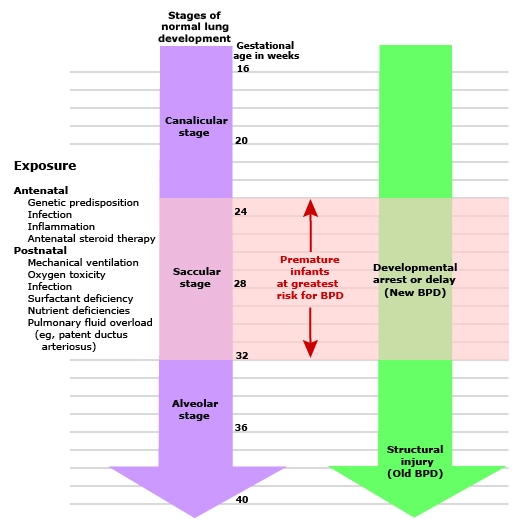 Stages of
normal lung
development
Gestational
age in weeks
16
Canalicular
stage
20
Exposure
Antenatal
Genetic predisposition
Infection
Inflammation
Antenatal steroid therapy
Postnatal
Mechanical ventilation
Oxygen toxicity
Infection
Surfactant deficiency
Nutrient deficiencies
Pulmonary fluid overload
(eg, patent ductus
arteriosus)
24
Saccular
stage
28
Premature
infants
at greatest
risk for BPD
Developmental
arrest or delay
(New BPD)
32
Alveolar
stage
36
Structural
injury
(Old BPD)
40